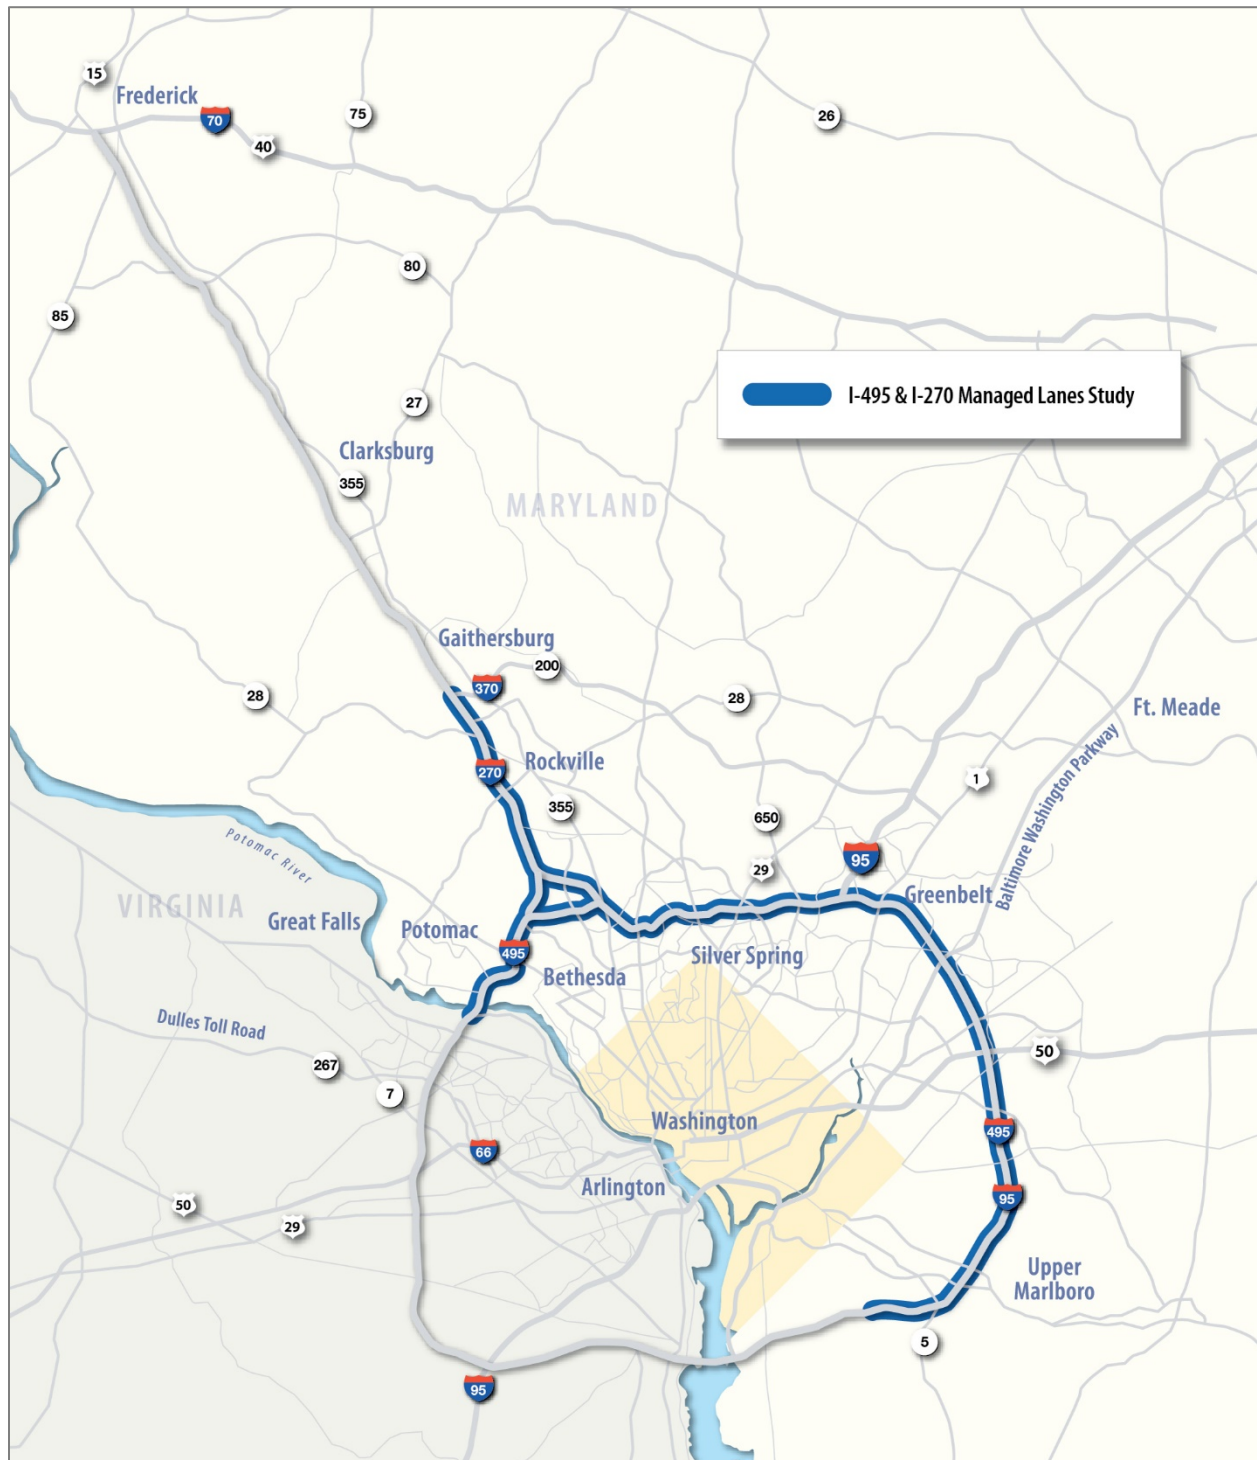 15
Frederick
70
40
75
26
80
85
I-495 & I-270 Managed Lanes Study
27
Clarksburg
355
MARYLAND
Gaithersburg
200
370
28
28
Ft. Meade
270
Rockville
1
Baltimore Washington Parkway
355
650
29
95
Potomac River
VIRGINIA
Great Falls
Potomac
Greenbelt
495
Bethesda
Silver Spring
Dulles Toll Road
267
7
50
Washington
495
66
Arlington
95
50
29
Upper
Marlboro
5
95